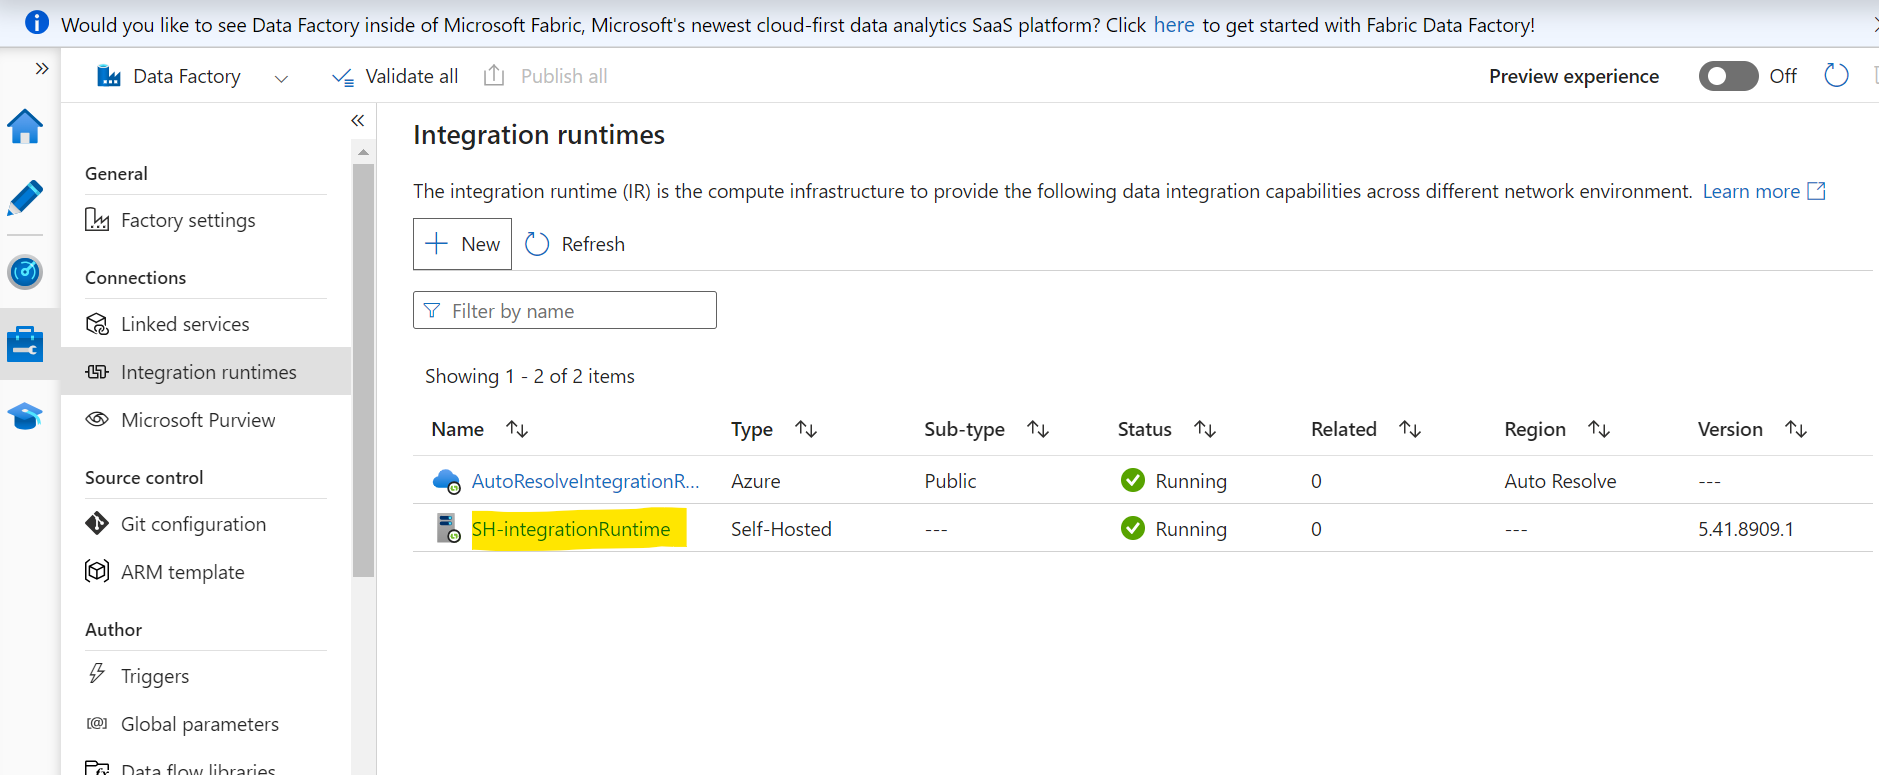 Would you like to see Data Factory inside of Microsoft Fabric, Microsoft's newest cloud-first data analytics SaaS platform? Click here to get started with Fabric Data Factory!
Data Factory
Validate all
Publish all
Preview experience
Off
General
Factory settings
Connections
Linked services
Integration runtimes
Microsoft Purview
Source control
Git configuration
ARM template
Author
Triggers
Global parameters
Data flow libraries
Integration runtimes
The integration runtime (IR) is the compute infrastructure to provide the following data integration capabilities across different network environment. Learn more
New
Refresh
Filter by name
Showing 1 - 2 of 2 items
Name Type Sub-type Status Related Region Version
AutoResolveIntegrationR... Azure Public Running 0 Auto Resolve ---
SH-integrationRuntime Self-Hosted --- Running 0 --- 5.41.8909.1